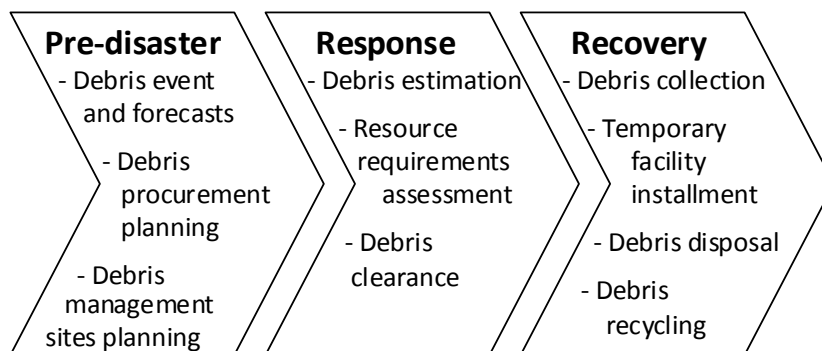 Pre-disaster
- Debris event
and forecasts
- Debris
procurement
planning
- Debris
management
sites planning
Response
- Debris estimation
- Resource
requirements
assessment
- Debris
clearance
Recovery
- Debris collection
- Temporary
facility
installment
- Debris disposal
- Debris
recycling